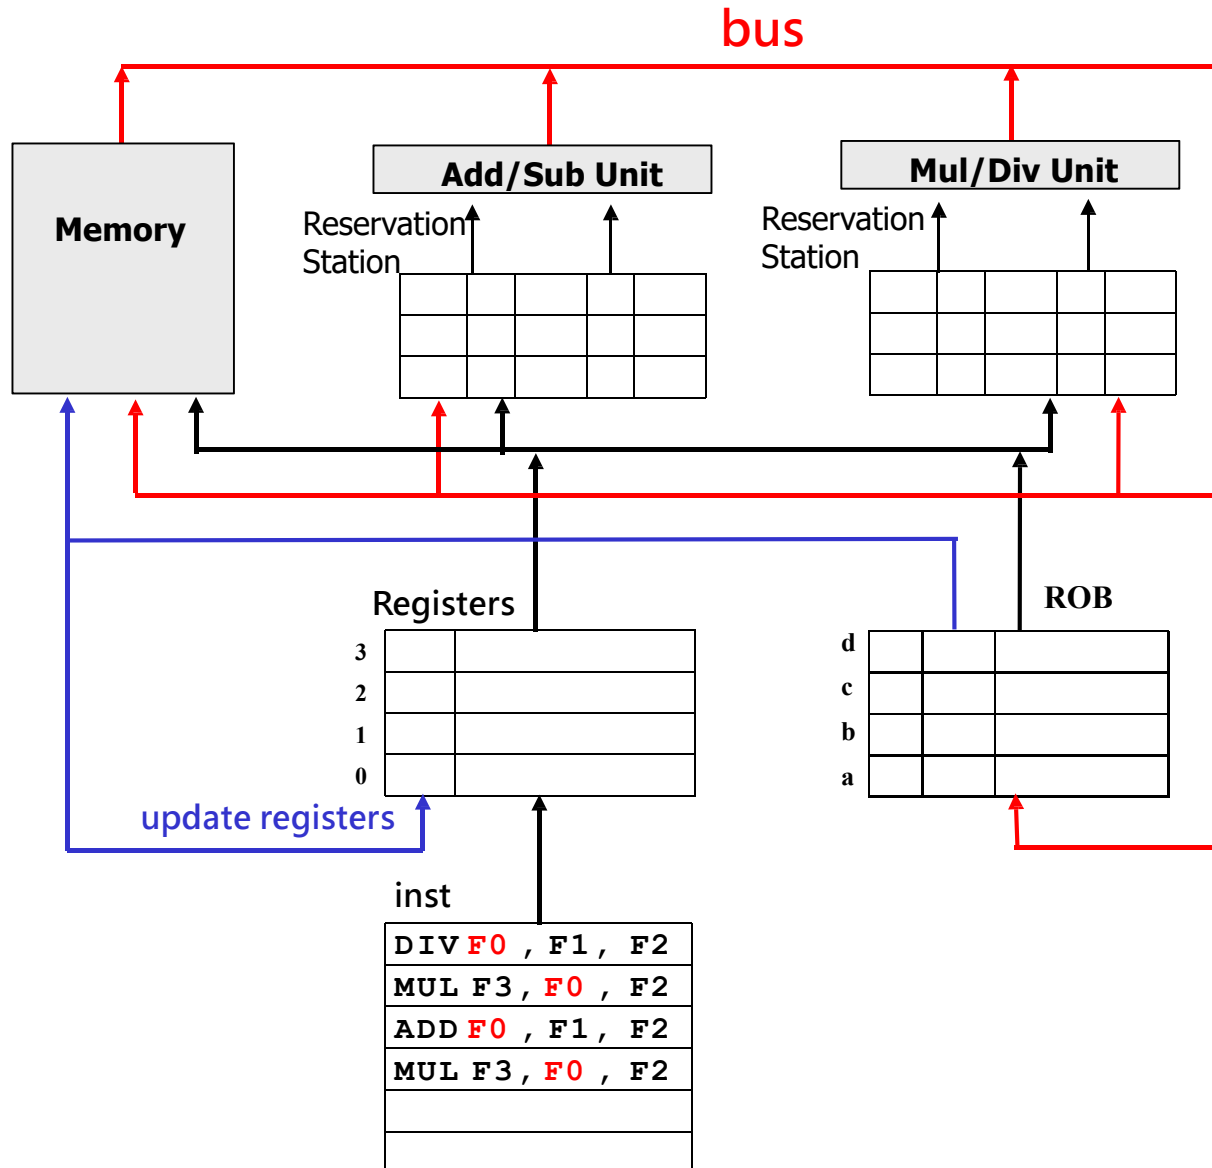 bus
Memory
Add/Sub Unit
Mul/Div Unit
Reservation
Station
Reservation
Station
Registers
3
2
1
0
ROB
d
c
b
a
update registers
inst
DIV F0 , F1, F2
MUL F3, F0 , F2
ADD F0 , F1, F2
MUL F3, F0 , F2